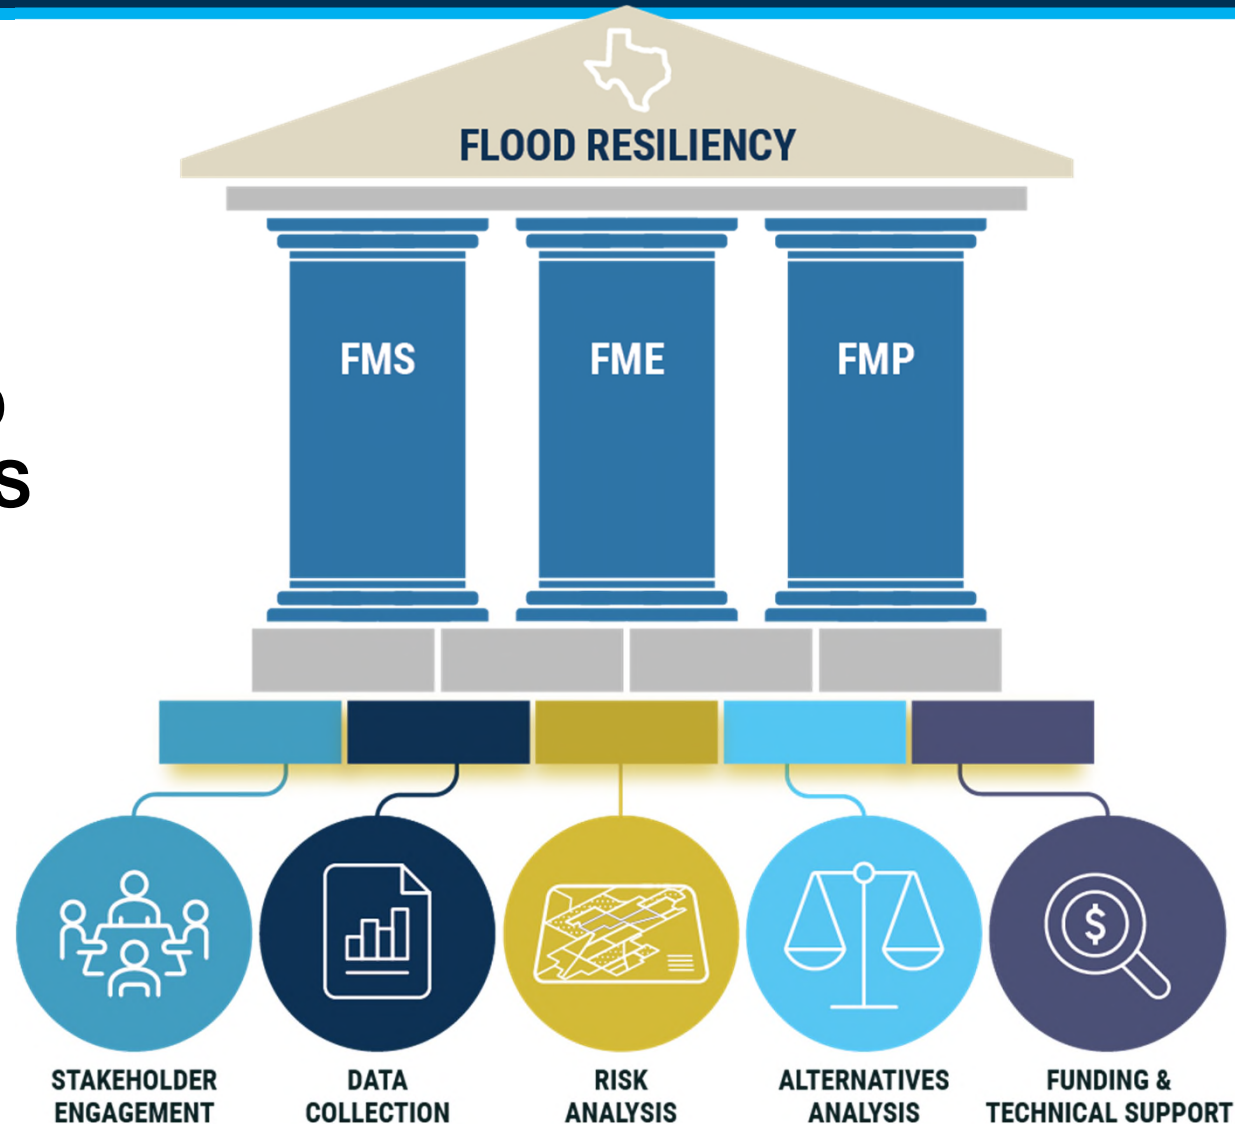 FLOOD RESILIENCY
FMS
FME
FMP
S
STAKEHOLDER
ENGAGEMENT
DATA
COLLECTION
RISK
ANALYSIS
ALTERNATIVES
ANALYSIS
FUNDING &
TECHNICAL SUPPORT
$